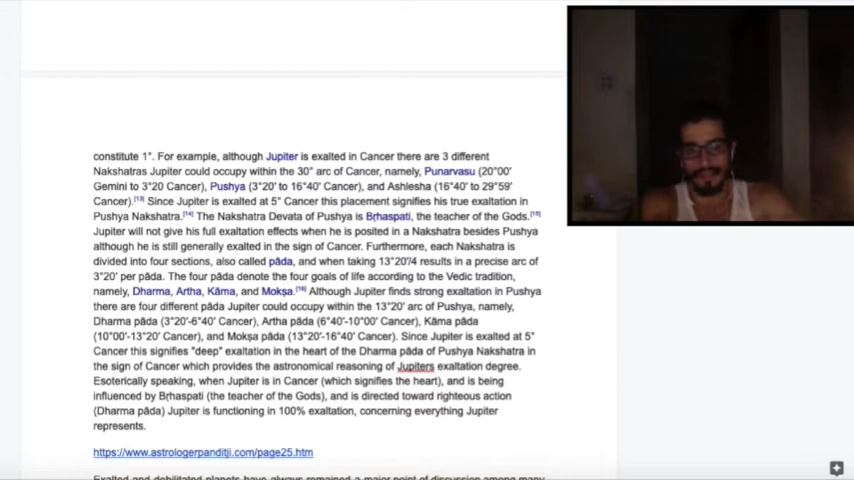 constitute 1°. For example, although Jupiter is exalted in Cancer there are 3 different
Nakshatras Jupiter could occupy within the 30° arc of Cancer, namely, Punarvasu (20°00'
Gemini to 3°20 Cancer), Pushya (3°20' to 16°40' Cancer), and Ashlesha (16°40' to 29°59'
Cancer).[13] Since Jupiter is exalted at 5° Cancer this placement signifies his true exaltation in
Pushya Nakshatra.[14] The Nakshatra Devata of Pushya is Bṛhaspati, the teacher of the Gods.[15]
Jupiter will not give his full exaltation effects when he is posited in a Nakshatra besides Pushya
although he is still generally exalted in the sign of Cancer. Furthermore, each Nakshatra is
divided into four sections, also called pāda, and when taking 13°20'/4 results in a precise arc of
3°20' per pāda. The four pāda denote the four goals of life according to the Vedic tradition,
namely, Dharma, Artha, Kāma, and Mokṣa.[16] Although Jupiter finds strong exaltation in Pushya
there are four different pāda Jupiter could occupy within the 13°20' arc of Pushya, namely,
Dharma pāda (3°20'-6°40' Cancer), Artha pāda (6°40'-10°00' Cancer), Kāma pāda
(10°00'-13°20' Cancer), and Mokṣa pāda (13°20'-16°40' Cancer). Since Jupiter is exalted at 5°
Cancer this signifies "deep" exaltation in the heart of the Dharma pāda of Pushya Nakshatra in
the sign of Cancer which provides the astronomical reasoning of Jupiters exaltation degree.
Esoterically speaking, when Jupiter is in Cancer (which signifies the heart), and is being
influenced by Bṛhaspati (the teacher of the Gods), and is directed toward righteous action
(Dharma pāda) Jupiter is functioning in 100% exaltation, concerning everything Jupiter
represents.
https://www.astrologerpanditji.com/page25.htm
Exalted and debilitated planets have always remained a major point of discussion among many